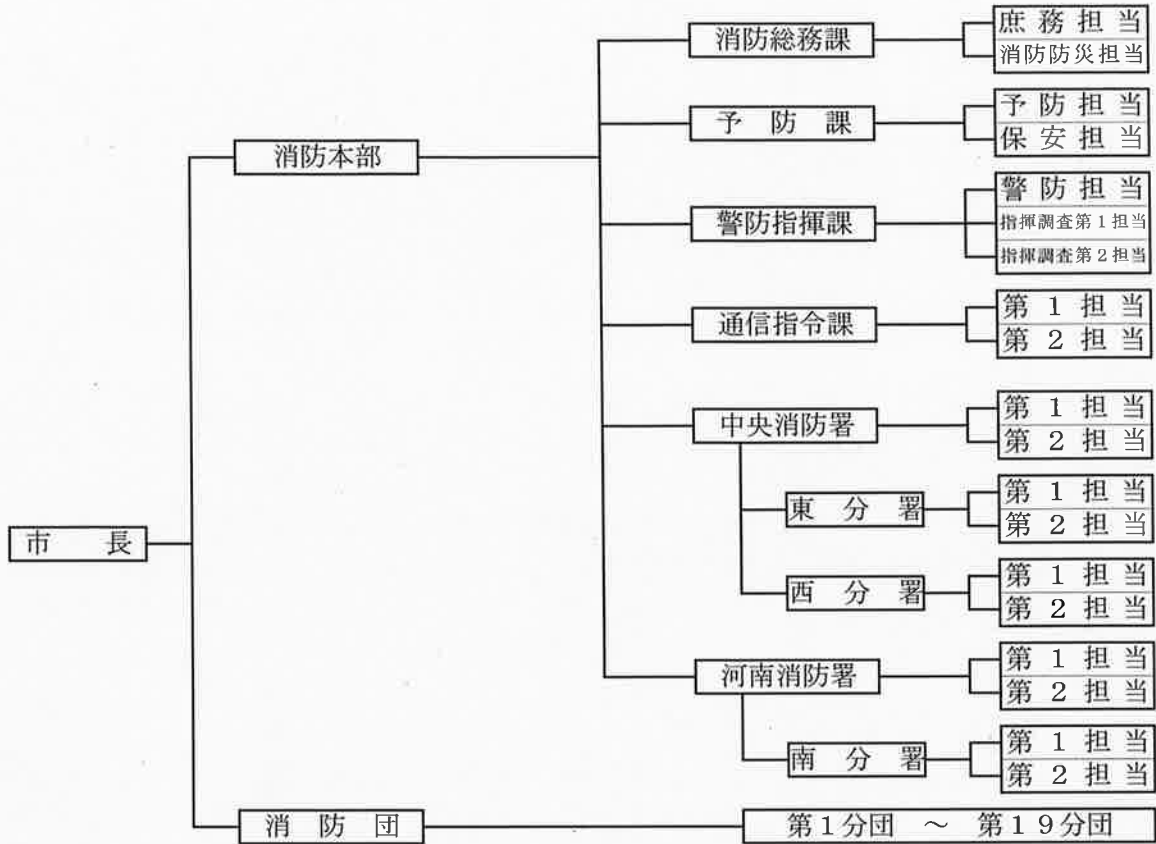 消防総務課
庶務担当
消防防災担当
予防課
予防担当
保安担当
消防本部
警防指揮課
警防担当
指揮調査第1担当
指揮調査第2担当
通信指令課
第1担当
第2担当
中央消防署
第1担当
第2担当
東分署
第1担当
第2担当
市長
西分署
第1担当
第2担当
河南消防署
第1担当
第2担当
南分署
第1担当
第2担当
消防団
第1分団 ～ 第19分団